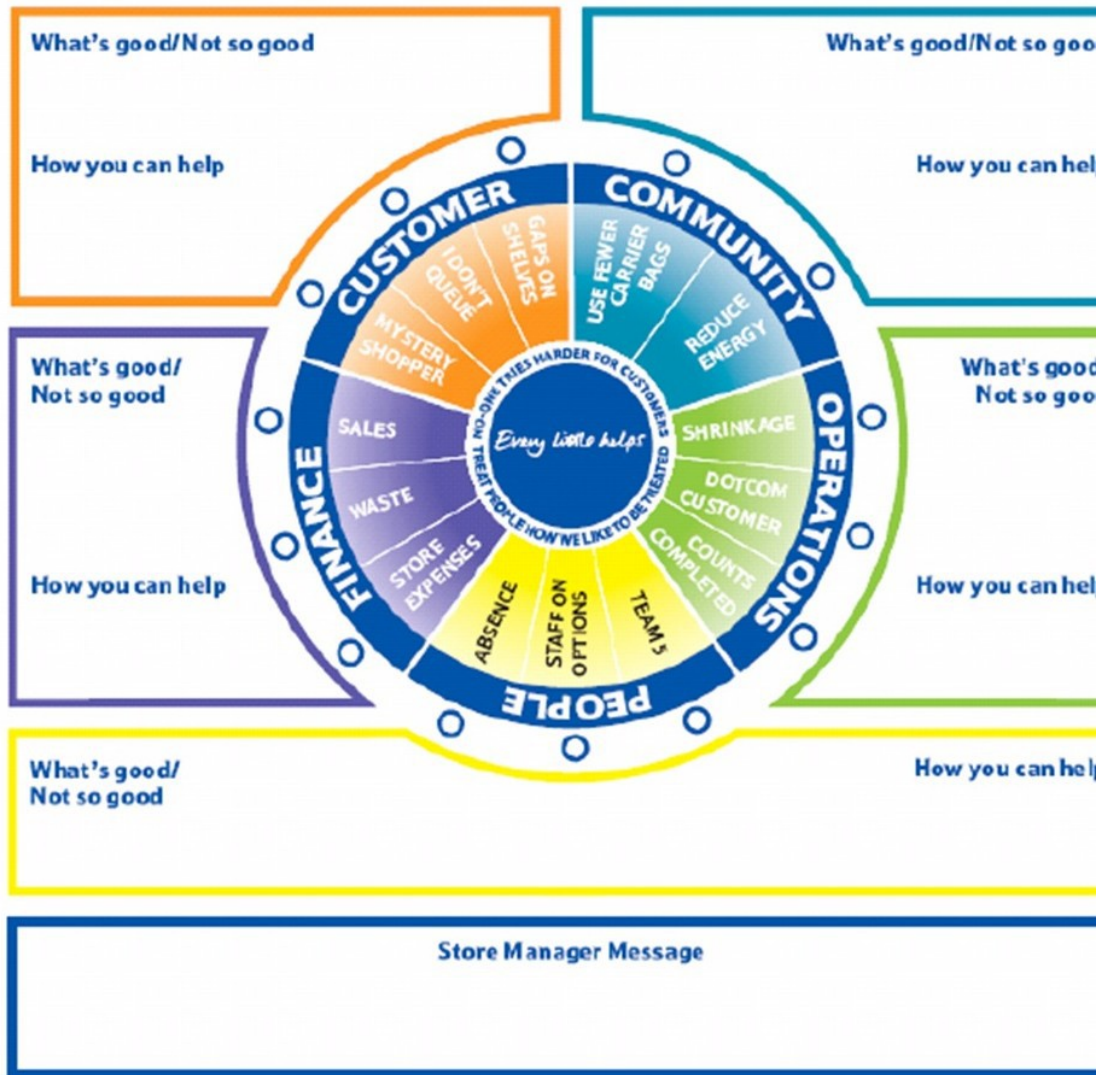 What's good/Not so good
How you can help
What's good/Not so goo
How you can help
CUSTOMER
GAPS ON
SHELVES
I DON'T
QUEUE
MYSTERY
SHOPPER
COMMUNITY
USE FEWER
CARRIER
BAGS
REDUCE
ENERGY
What's good/
Not so good
How you can help
FINANCE
SALES
WASTE
STORE
EXPENSES
NO-ONE TRIES HARDER FOR CUSTOMERS
Every little helps
TREAT PEOPLE HOW WE LIKE TO BE TREATED
OPERATIONS
SHRINKAGE
DOTCOM
CUSTOMER
COUNTS
COMPLETED
What's good
Not so good
How you can help
PEOPLE
ABSENCE
STAFF ON
OPTIONS
TEAM 5
What's good/
Not so good
How you can help
Store Manager Message